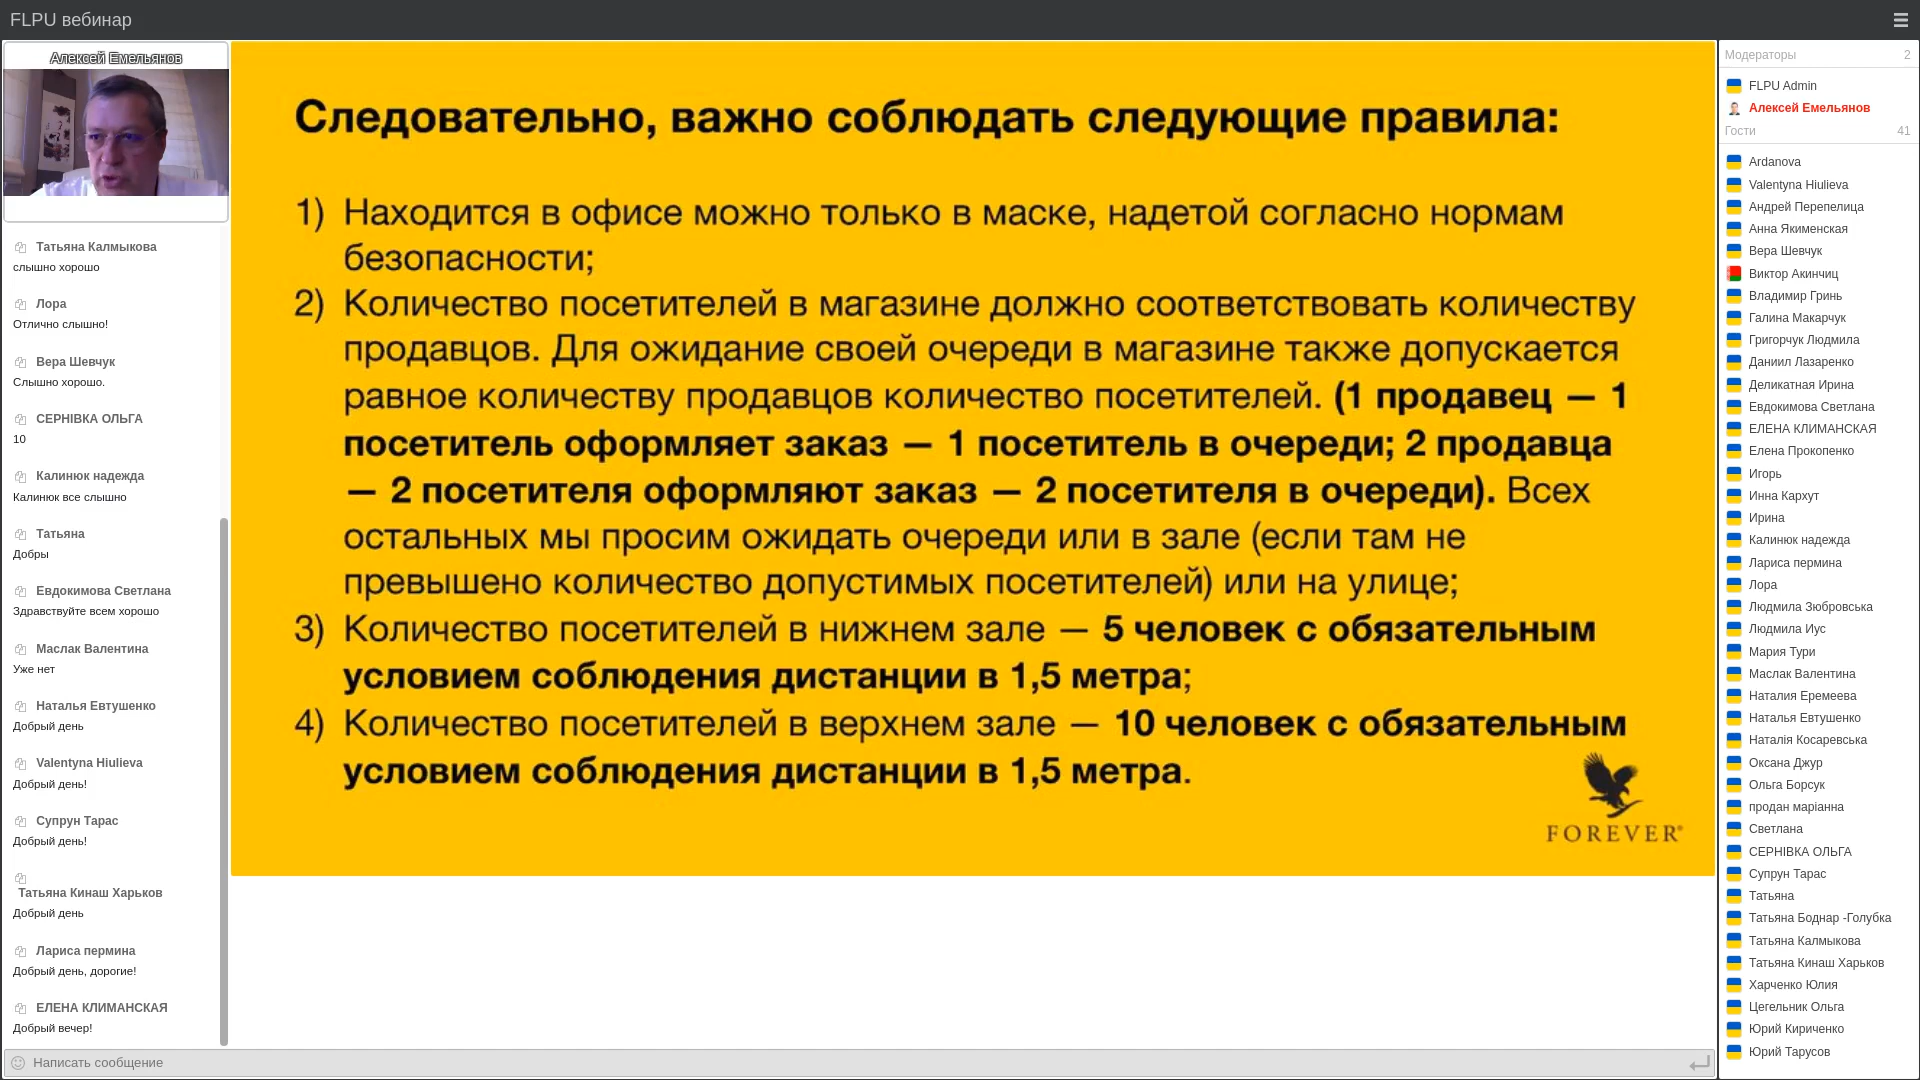 FLPU вебинар
Алексей Емельянов
Татьяна Калмыкова
слышно хорошо
Лора
Отлично слышно!
Вера Шевчук
Слышно хорошо.
СЕРНІВКА ОЛЬГА
10
Калинюк надежда
Калинюк все слышно
Татьяна
Добры
Евдокимова Светлана
Здравствуйте всем хорошо
Маслак Валентина
Уже нет
Наталья Евтушенко
Добрый день
Valentyna Hiulieva
Добрый день!
Супрун Тарас
Добрый день!
Татьяна Кинаш Харьков
Добрый день
Лариса пермина
Добрый день, дорогие!
ЕЛЕНА КЛИМАНСКАЯ
Добрый вечер!
Написать сообщение
Следовательно, важно соблюдать следующие правила:
1) Находится в офисе можно только в маске, надетой согласно нормам
безопасности;
2) Количество посетителей в магазине должно соответствовать количеству
продавцов. Для ожидание своей очереди в магазине также допускается
равное количеству продавцов количество посетителей. (1 продавец — 1
посетитель оформляет заказ — 1 посетитель в очереди; 2 продавца
— 2 посетителя оформляют заказ — 2 посетителя в очереди). Всех
остальных мы просим ожидать очереди или в зале (если там не
превышено количество допустимых посетителей) или на улице;
3) Количество посетителей в нижнем зале — 5 человек с обязательным
условием соблюдения дистанции в 1,5 метра;
4) Количество посетителей в верхнем зале — 10 человек с обязательным
условием соблюдения дистанции в 1,5 метра.
FOREVER®
Модераторы 2
FLPU Admin
Алексей Емельянов
Гости 41
Ardanova
Valentyna Hiulieva
Андрей Перепелица
Анна Якименская
Вера Шевчук
Виктор Акинчиц
Владимир Гринь
Галина Макарчук
Григорчук Людмила
Даниил Лазаренко
Деликатная Ирина
Евдокимова Светлана
ЕЛЕНА КЛИМАНСКАЯ
Елена Прокопенко
Игорь
Инна Кархут
Ирина
Калинюк надежда
Лариса пермина
Лора
Людмила Зюбровська
Людмила Иус
Мария Тури
Маслак Валентина
Наталия Еремеева
Наталья Евтушенко
Наталія Косаревська
Оксана Джур
Ольга Борсук
продан маріанна
Светлана
СЕРНІВКА ОЛЬГА
Супрун Тарас
Татьяна
Татьяна Боднар -Голубка
Татьяна Калмыкова
Татьяна Кинаш Харьков
Харченко Юлия
Цегельник Ольга
Юрий Кириченко
Юрий Тарусов